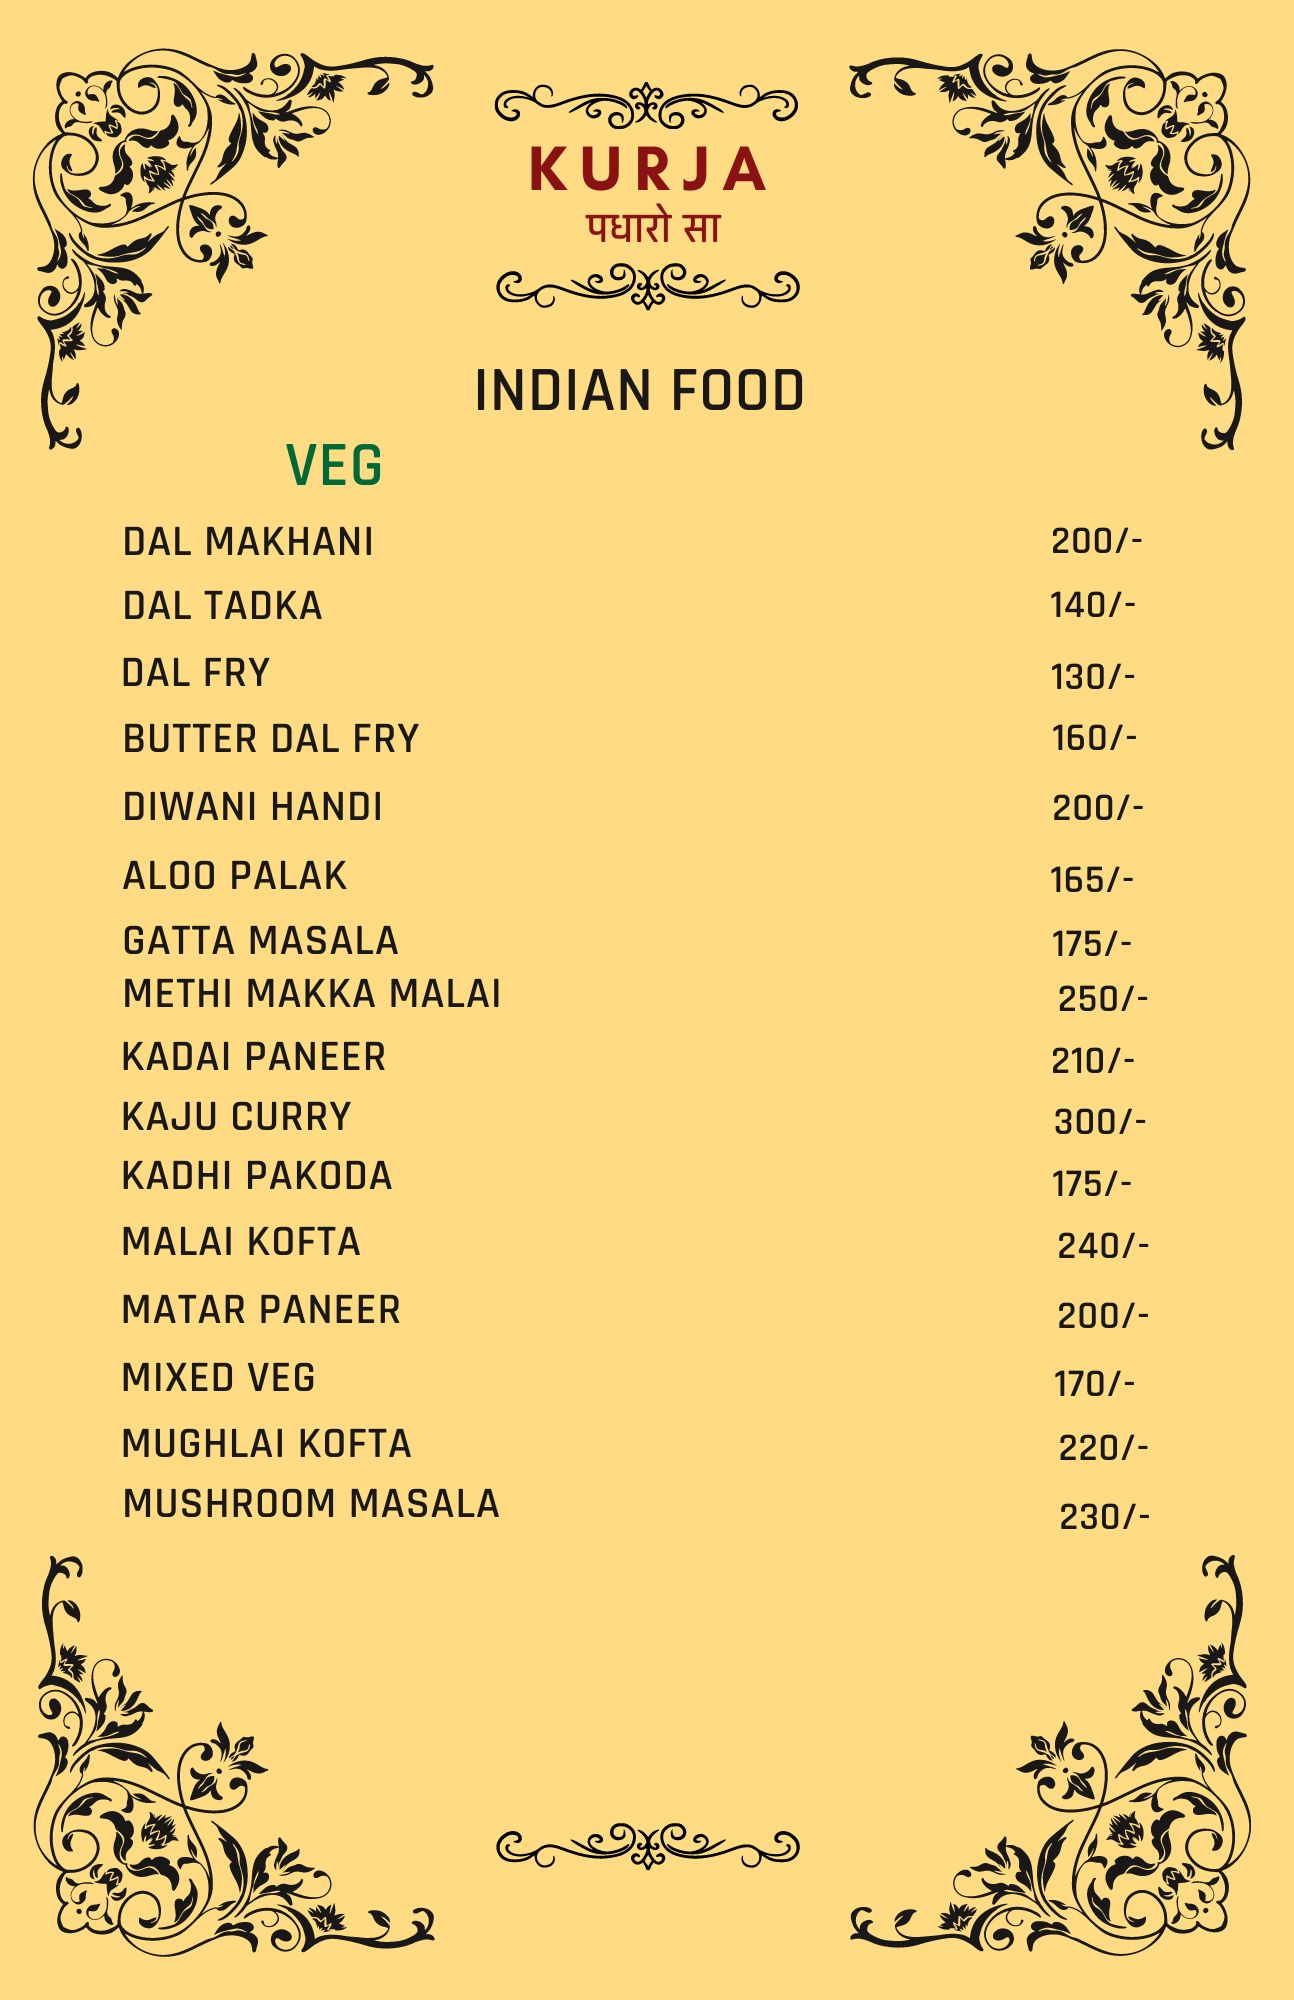 KURJA
पधारो सा
INDIAN FOOD
VEG
DAL MAKHANI 200/-
DAL TADKA 140/-
DAL FRY 130/-
BUTTER DAL FRY 160/-
DIWANI HANDI 200/-
ALOO PALAK 165/-
GATTA MASALA 175/-
METHI MAKKA MALAI 250/-
KADAI PANEER 210/-
KAJU CURRY 300/-
KADHI PAKODA 175/-
MALAI KOFTA 240/-
MATAR PANEER 200/-
MIXED VEG 170/-
MUGHLAI KOFTA 220/-
MUSHROOM MASALA 230/-